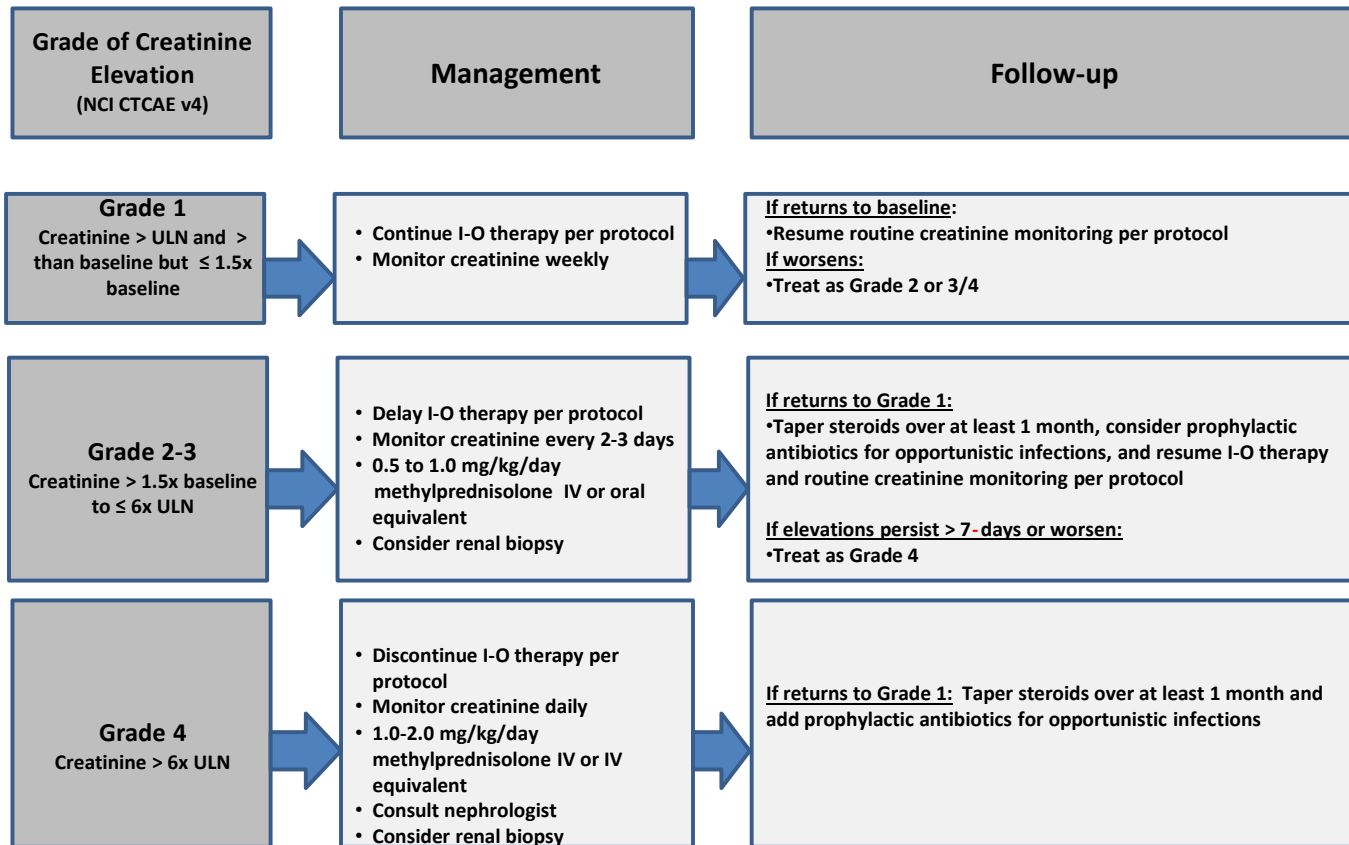 Grade of Creatinine
Elevation
(NCI CTCAE v4)
Management
Follow-up
Grade 1
Creatinine > ULN and >
than baseline but ≤ 1.5x
baseline
• Continue I-O therapy per protocol
• Monitor creatinine weekly
If returns to baseline:
•Resume routine creatinine monitoring per protocol
If worsens:
•Treat as Grade 2 or 3/4
Grade 2-3
Creatinine > 1.5x baseline
to ≤ 6x ULN
• Delay I-O therapy per protocol
• Monitor creatinine every 2-3 days
• 0.5 to 1.0 mg/kg/day
methylprednisolone IV or oral
equivalent
• Consider renal biopsy
If returns to Grade 1:
•Taper steroids over at least 1 month, consider prophylactic
antibiotics for opportunistic infections, and resume I-O therapy
and routine creatinine monitoring per protocol
If elevations persist > 7-days or worsen:
•Treat as Grade 4
Grade 4
Creatinine > 6x ULN
• Discontinue I-O therapy per
protocol
• Monitor creatinine daily
• 1.0-2.0 mg/kg/day
methylprednisolone IV or IV
equivalent
• Consult nephrologist
• Consider renal biopsy
If returns to Grade 1: Taper steroids over at least 1 month and
add prophylactic antibiotics for opportunistic infections